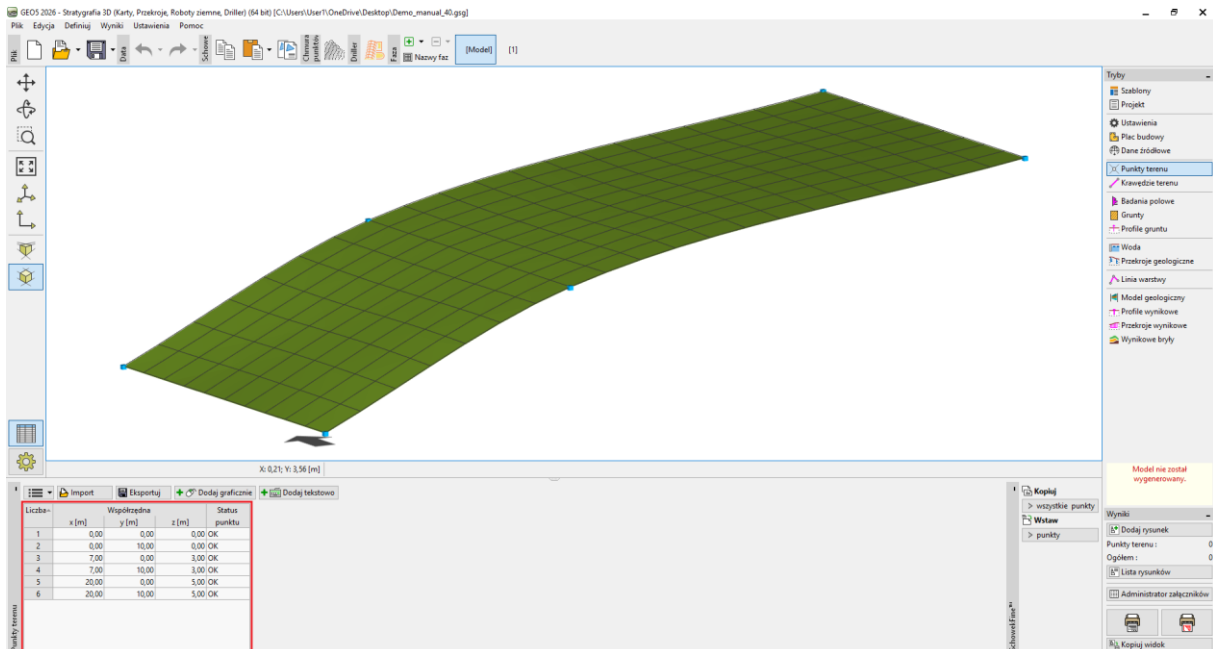 GEO5 2026 - Stratygrafia 3D (Karty, Przekroje, Roboty ziemne, Driller) (64 bit) [C:\Users\User1\OneDrive\Desktop\Demo_manual_40.gsg]
Plik Edycja Definiuj Wyniki Ustawienia Pomoc
Plik
Data
Schowek
Chmura punktów
Driller
Faza
Nazwy faz
[Model]
[1]
X: 0,21; Y: 3,56 [m]
Import Eksportuj Dodaj graficznie Dodaj tekstowo
Liczba Współrzędna Status
x [m] y [m] z [m] punktu
1 0,00 0,00 0,00 OK
2 0,00 10,00 0,00 OK
3 7,00 0,00 3,00 OK
4 7,00 10,00 3,00 OK
5 20,00 0,00 5,00 OK
6 20,00 10,00 5,00 OK
Punkty terenu
Kopiuj
> wszystkie punkty
Wstaw
> punkty
Tryby
Szablony
Projekt
Ustawienia
Plac budowy
Dane źródłowe
Punkty terenu
Krawędzie terenu
Badania polowe
Grunty
Profile gruntu
Woda
Przekroje geologiczne
Linia warstwy
Model geologiczny
Profile wynikowe
Przekroje wynikowe
Wynikowe bryły
Model nie został
wygenerowany.
Wyniki
Dodaj rysunek
Punkty terenu : 0
Ogółem : 0
Lista rysunków
Administrator załączników
Kopiuj widok